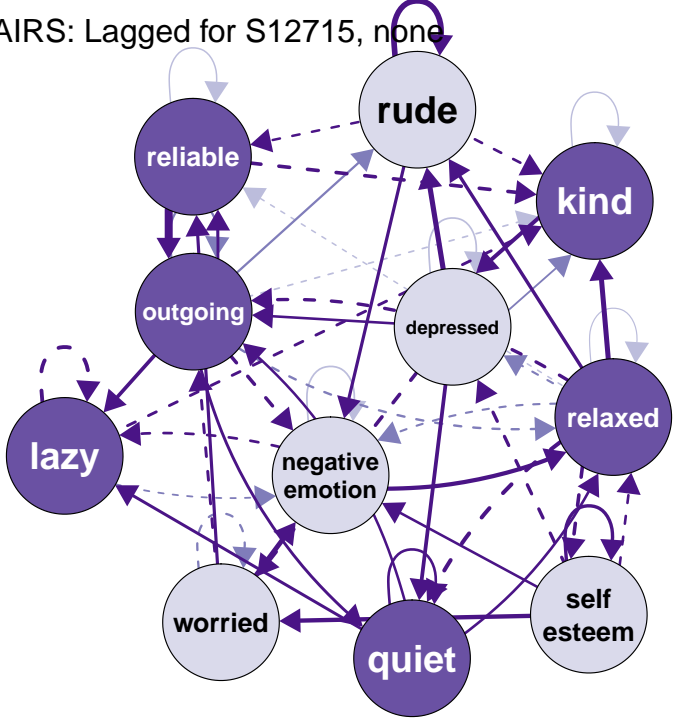 AIRS: Lagged for S12715, none
rude
reliable
kind
outgoing
depressed
relaxed
lazy
negative
emotion
self
esteem
worried
quiet